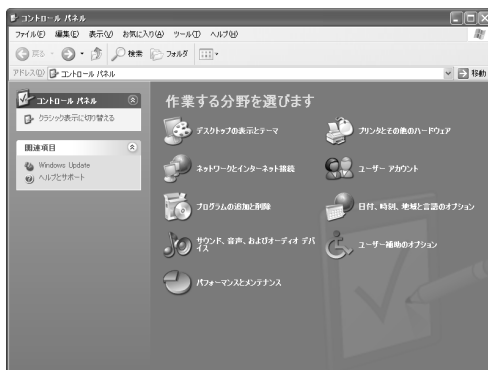 コントロール パネル
ファイル(F) 編集(E) 表示(V) お気に入り(A) ツール(T) ヘルプ(H)
戻る 検索 フォルダ
アドレス(D) コントロール パネル 移動
コントロール パネル
クラシック表示に切り替える
関連項目
Windows Update
ヘルプとサポート
作業する分野を選びます
デスクトップの表示とテーマ
プリンタとその他のハードウェア
ネットワークとインターネット接続
ユーザー アカウント
プログラムの追加と削除
日付、時刻、地域と言語のオプション
サウンド、音声、およびオーディオ デバ
イス
ユーザー補助のオプション
パフォーマンスとメンテナンス